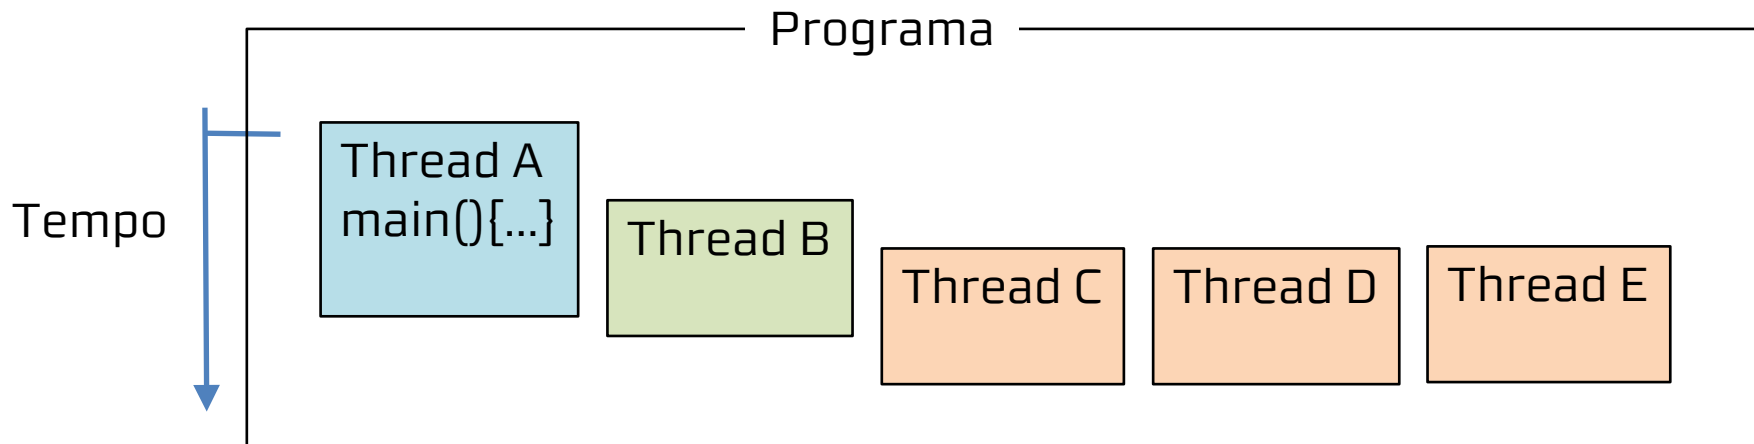 Programa
Tempo
Thread A
main(){...}
Thread B
Thread C
Thread D
Thread E